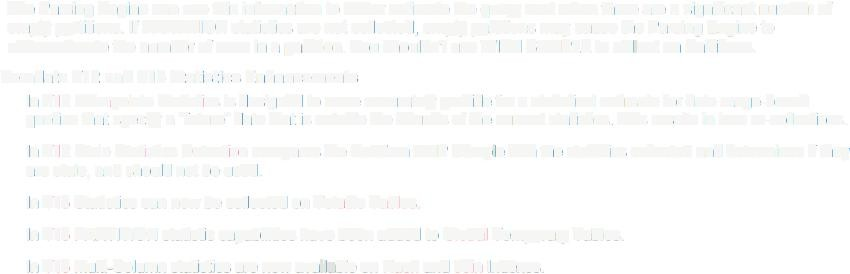 The Parsing Engine can use this information to better estimate the query and when there are a significant number of
empty partitions. If PARTITION statistics are not collected, empty partitions may cause the Parsing Engine to
underestimate the number of rows in a partition. You shouldn't use WITH SAMPLE to collect on
Teradata V12 and V13 Statistics Enhancements
In V12 Extrapolate Statistics is designed to more accurately provide for a statistical estimate for date range-based
queries that specify a "future" date that is outside the bounds of the current statistics. This results in less re-collections.
In V12 Stale Statistics Detection compares the the statistics collected and determines if they
are stale, and should not be used.
In V13 Statistics can now be collected on Volatile Tables.
In V13 PARTITION statistic capabilities have been added to Global Temporary Tables.
In V13 Multi-Column statistics are now available on Hash and Join Indexes.